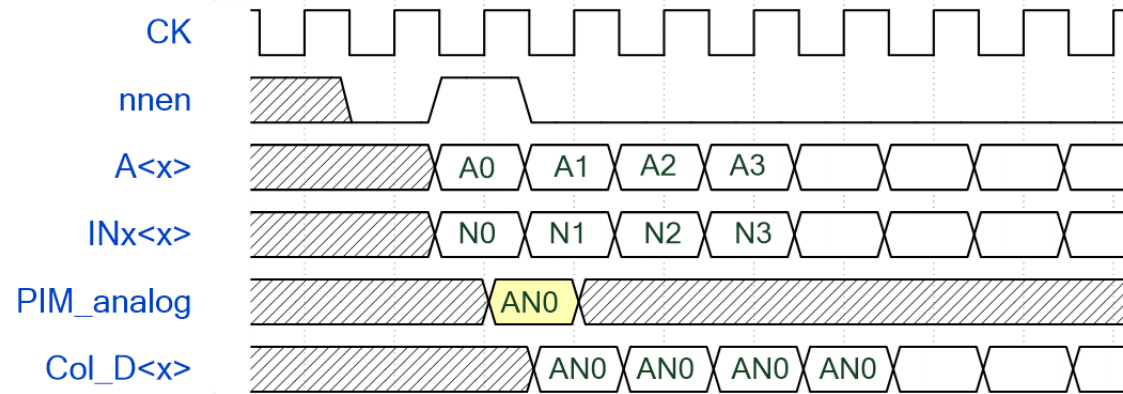 CK
nnen
A<x> A0 A1 A2 A3
INx<x> N0 N1 N2 N3
PIM_analog AN0
Col_D<x> AN0 AN0 AN0 AN0